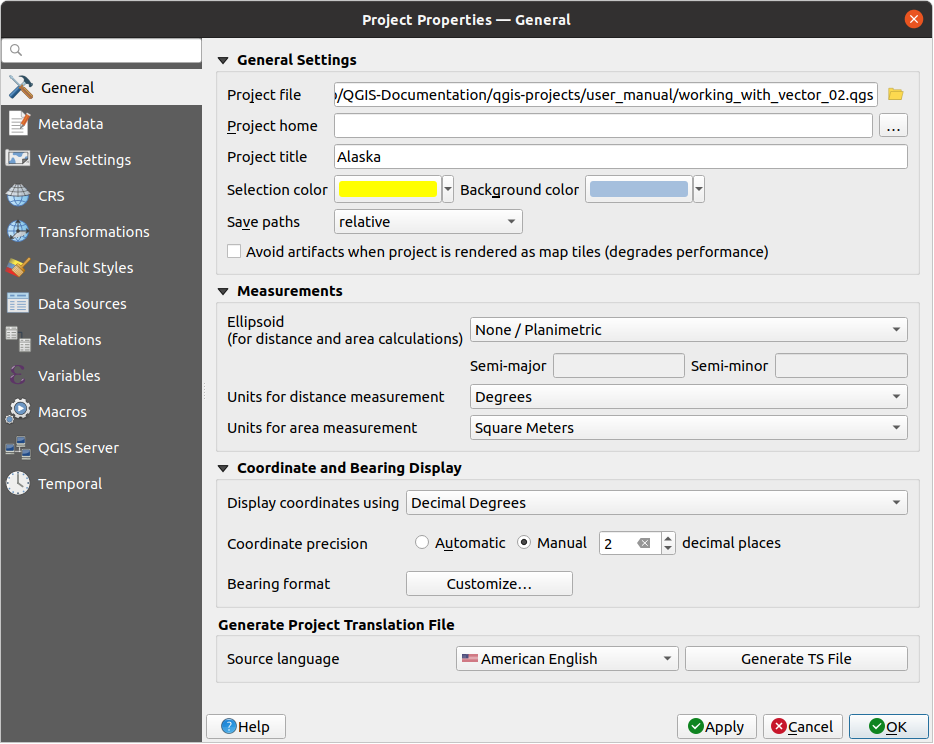 Project Properties — General
General
Metadata
View Settings
CRS
Transformations
Default Styles
Data Sources
Relations
Variables
Macros
QGIS Server
Temporal
General Settings
Project file /QGIS-Documentation/qgis-projects/user_manual/working_with_vector_02.qgs
Project home ...
Project title Alaska
Selection color Background color
Save paths relative
Avoid artifacts when project is rendered as map tiles (degrades performance)
Measurements
Ellipsoid
(for distance and area calculations) None / Planimetric
Semi-major Semi-minor
Units for distance measurement Degrees
Units for area measurement Square Meters
Coordinate and Bearing Display
Display coordinates using Decimal Degrees
Coordinate precision Automatic Manual 2 decimal places
Bearing format Customize…
Generate Project Translation File
Source language American English Generate TS File
Help Apply Cancel OK